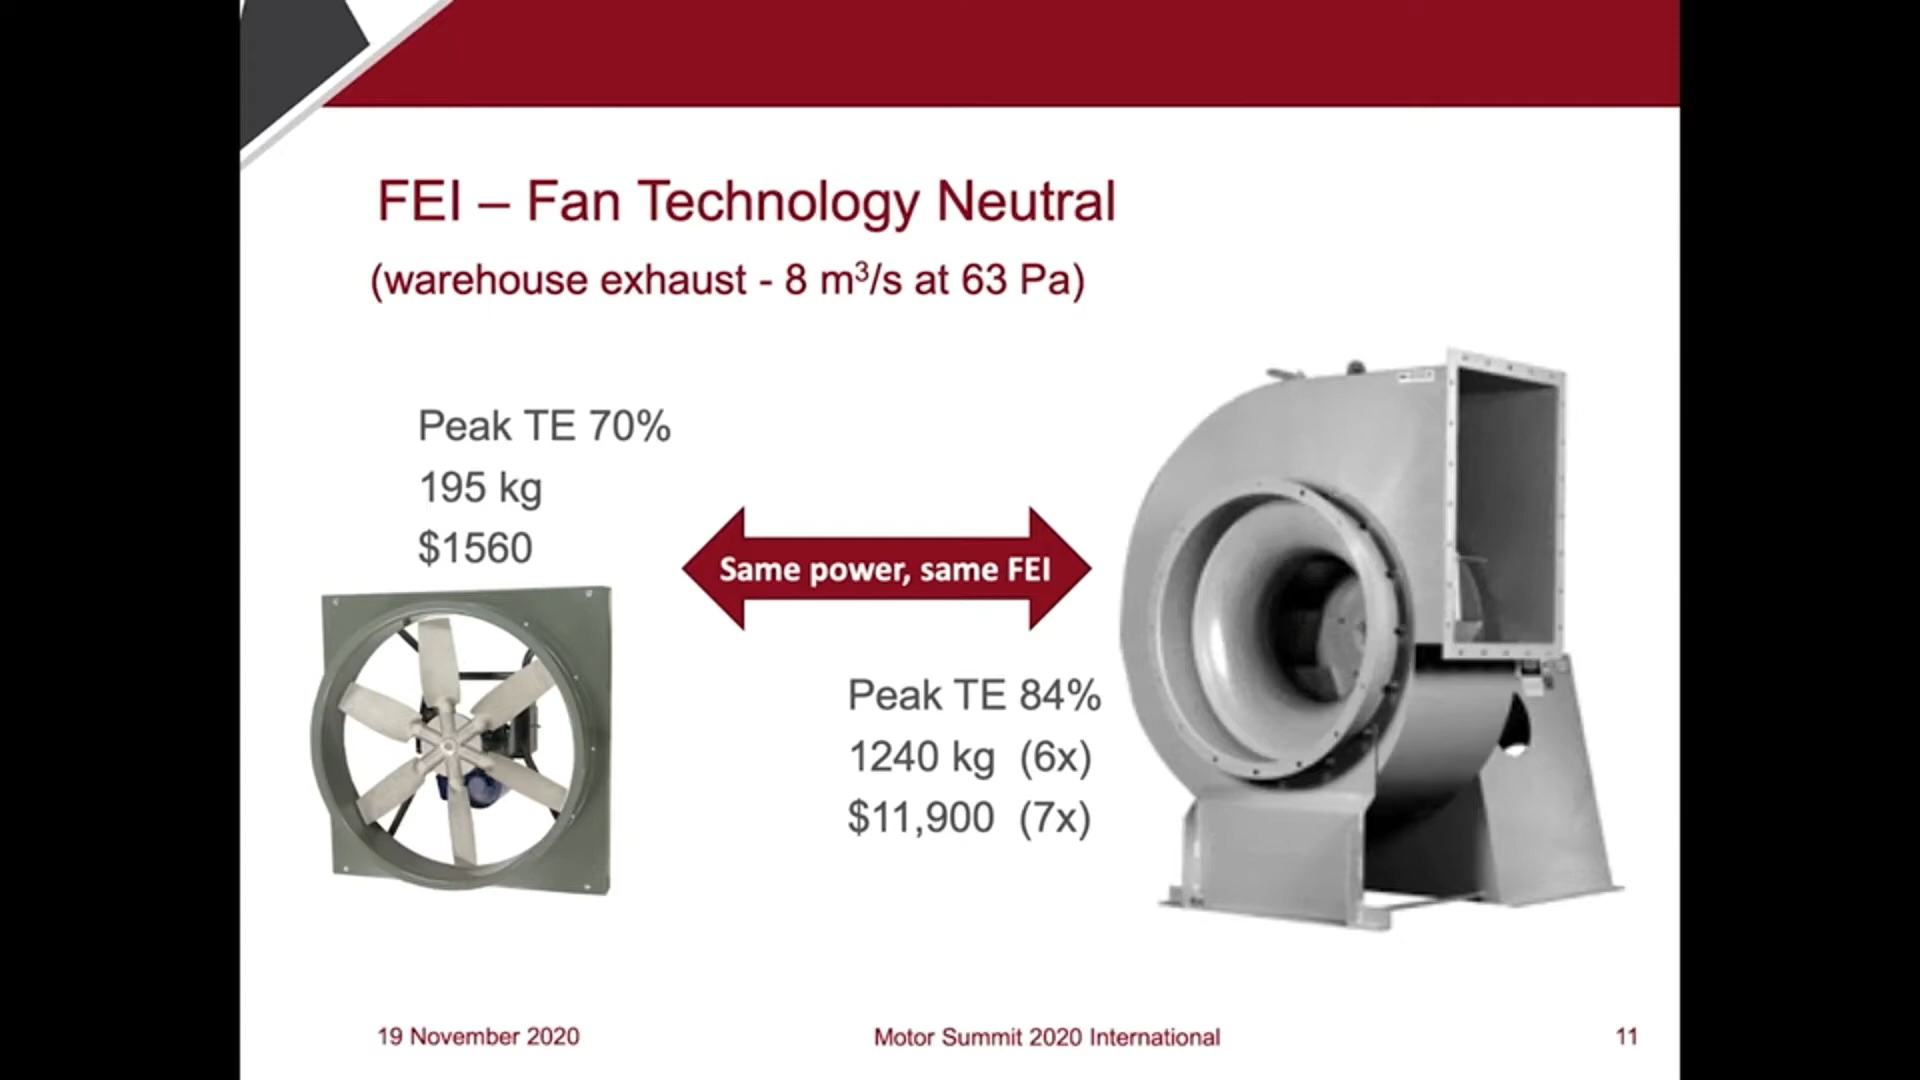 FEI – Fan Technology Neutral
(warehouse exhaust - 8 m³/s at 63 Pa)
Peak TE 70%
195 kg
$1560
Same power, same FEI
Peak TE 84%
1240 kg (6x)
$11,900 (7x)
19 November 2020
Motor Summit 2020 International
11